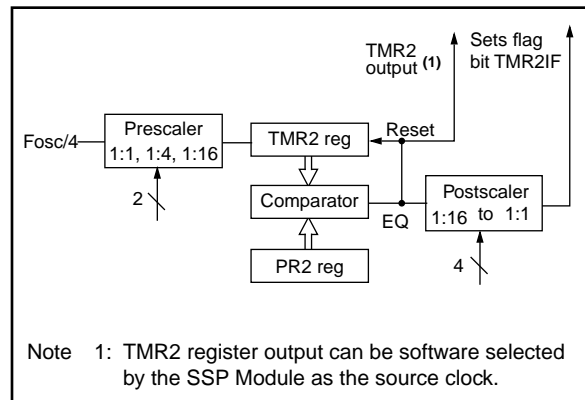 TMR2
output (1)
Sets flag
bit TMR2IF
Fosc/4
Prescaler
1:1, 1:4, 1:16
2
TMR2 reg
Reset
Comparator
EQ
Postscaler
1:16 to 1:1
PR2 reg
4
Note 1: TMR2 register output can be software selected
by the SSP Module as the source clock.